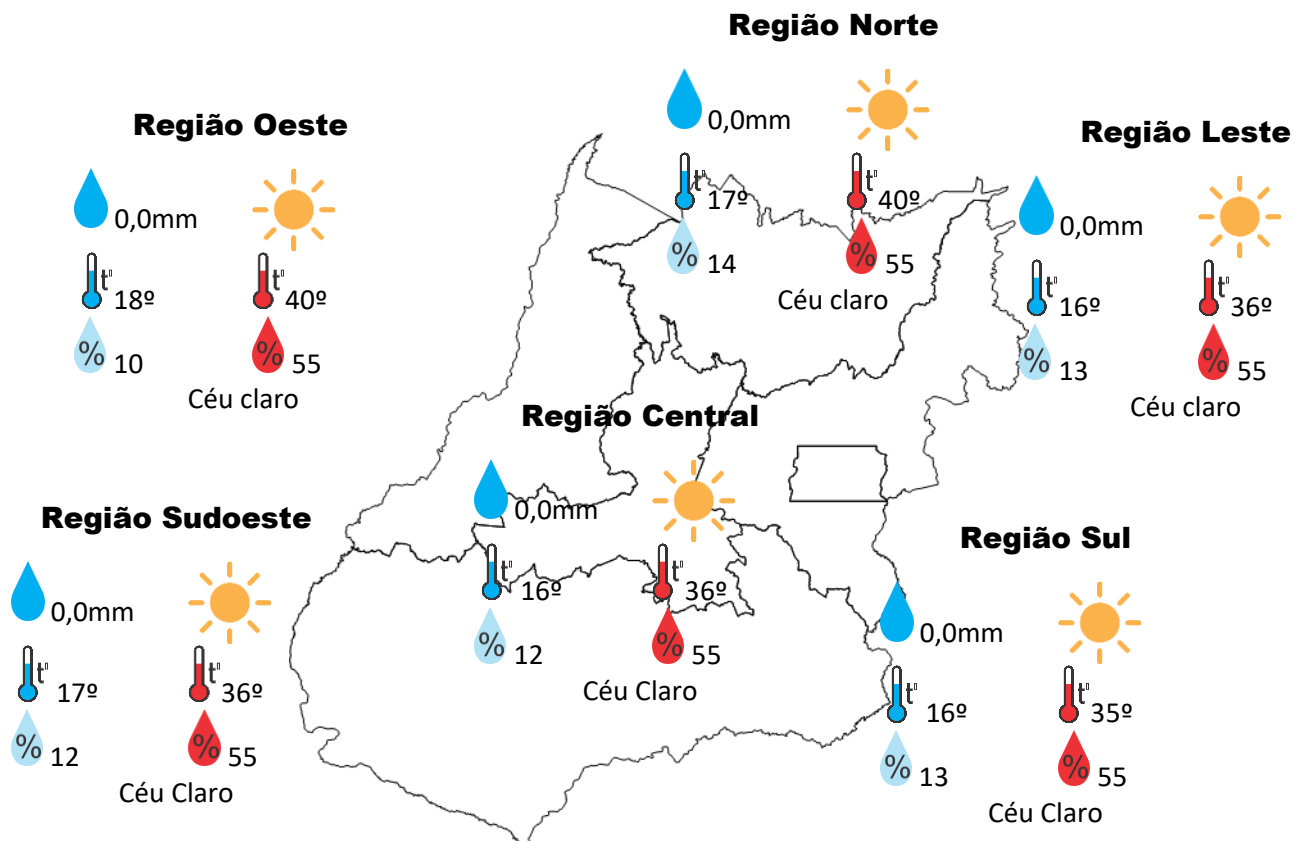 Região Norte
0,0mm
t°
17º
t°
40º
%
14
%
55
Céu claro
Região Oeste
0,0mm
t°
18º
t°
40º
%
10
%
55
Céu claro
Região Leste
0,0mm
t°
16º
t°
36º
%
13
%
55
Céu claro
Região Central
0,0mm
t°
16º
t°
36º
%
12
%
55
Céu Claro
Região Sudoeste
0,0mm
t°
17º
t°
36º
%
12
%
55
Céu Claro
Região Sul
0,0mm
t°
16º
t°
35º
%
13
%
55
Céu Claro